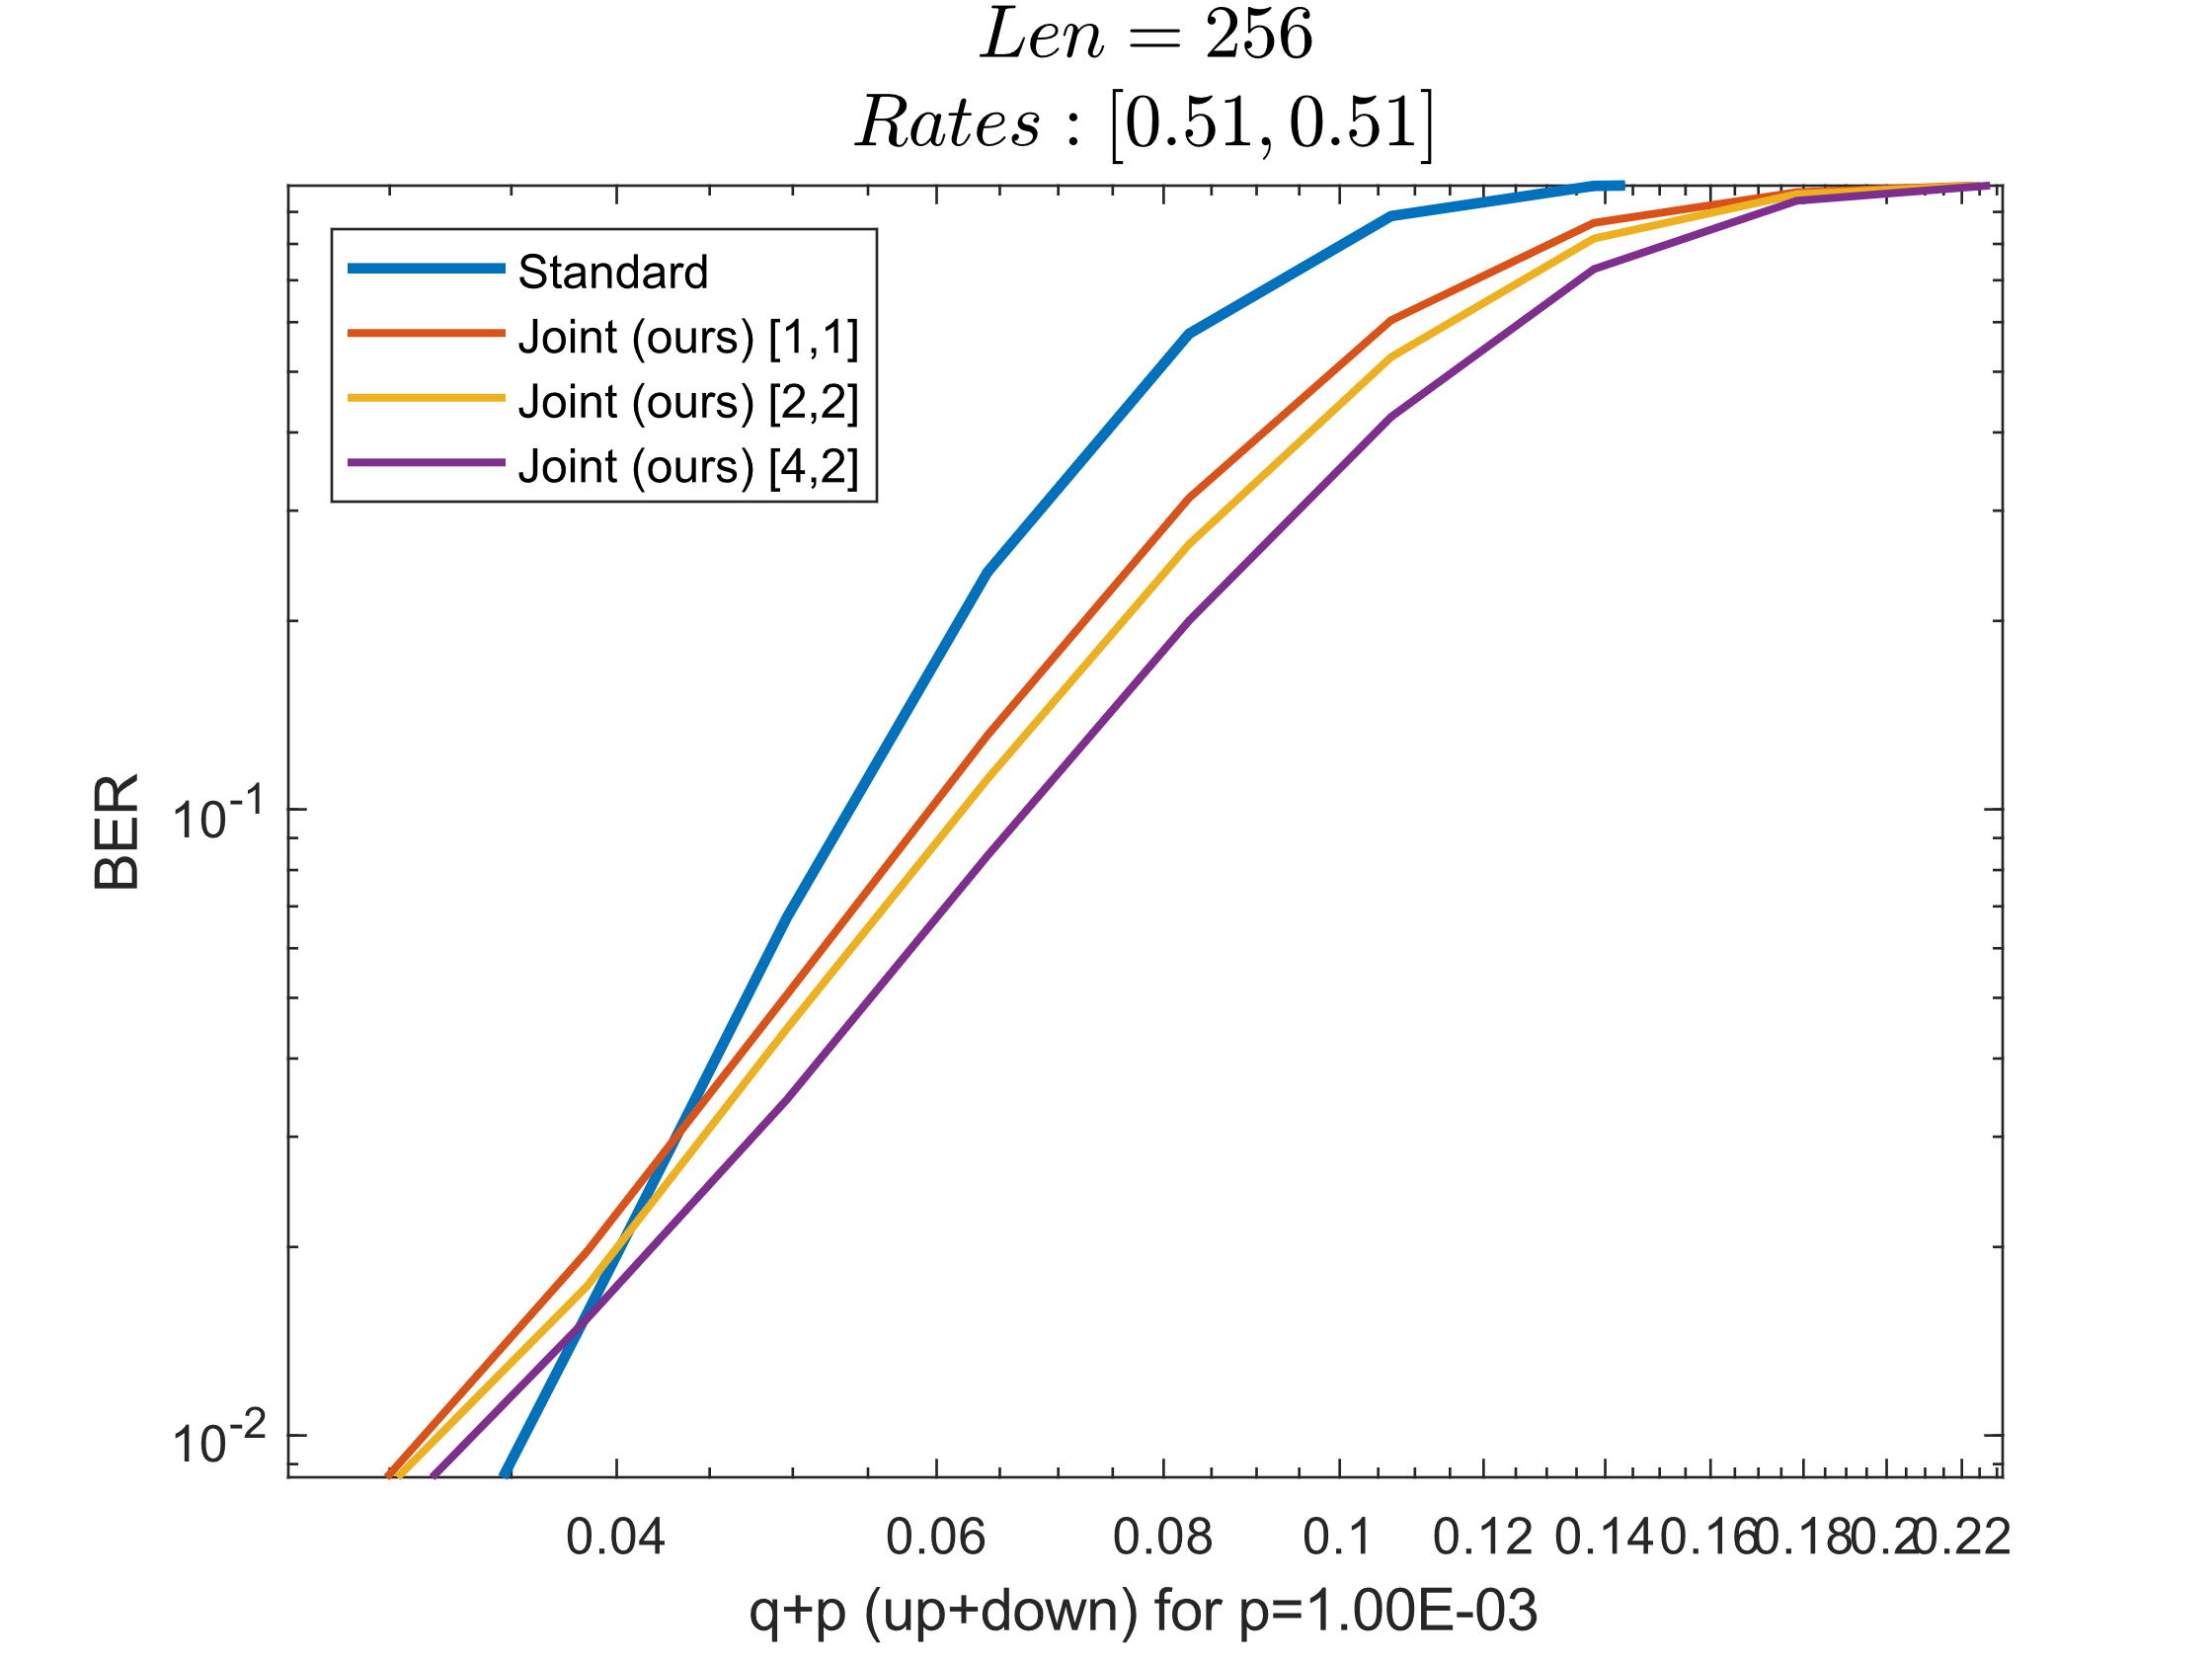 Len = 256
Rates : [0.51, 0.51]
Standard
Joint (ours) [1,1]
Joint (ours) [2,2]
Joint (ours) [4,2]
BER
10-1
10-2
0.04 0.06 0.08 0.1 0.12 0.14 0.16 0.18 0.2 0.22
q+p (up+down) for p=1.00E-03